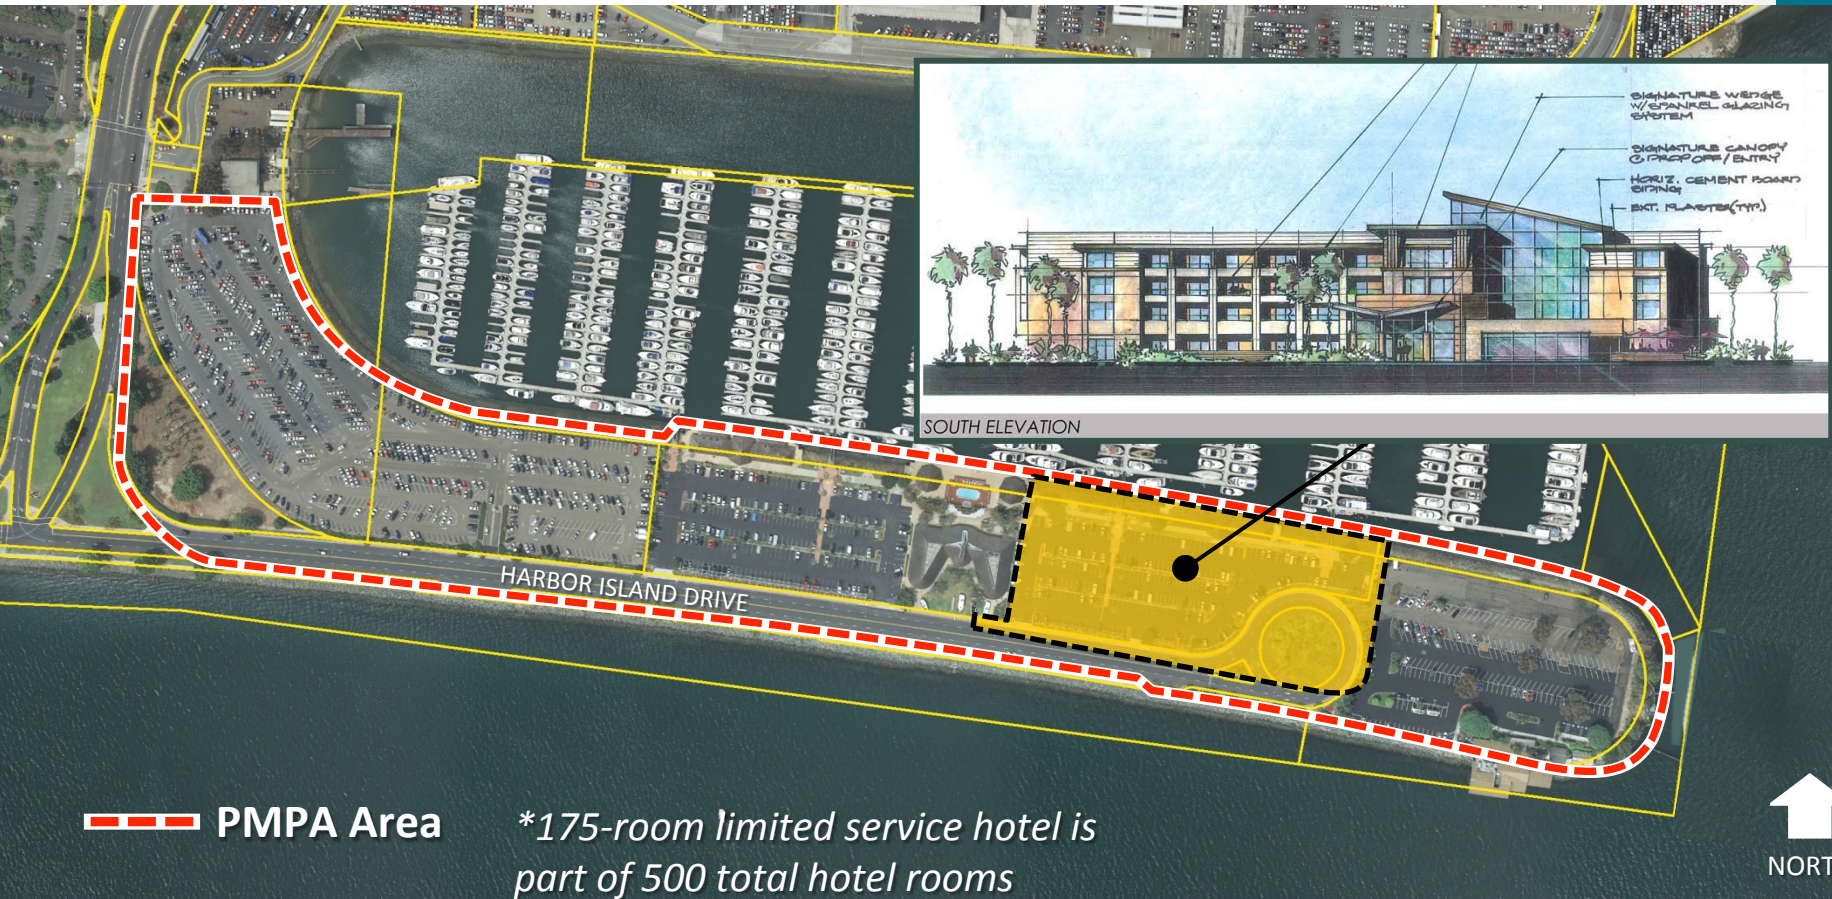 SIGNATURE WEDGE
W/SPANREL GLAZING
SYSTEM
SIGNATURE CANOPY
@ DROP OFF/ENTRY
HORIZ. CEMENT BOARD
SIDING
EXT. PLASTER(TYP.)
SOUTH ELEVATION
HARBOR ISLAND DRIVE
PMPA Area
*175-room limited service hotel is
part of 500 total hotel rooms
NORT